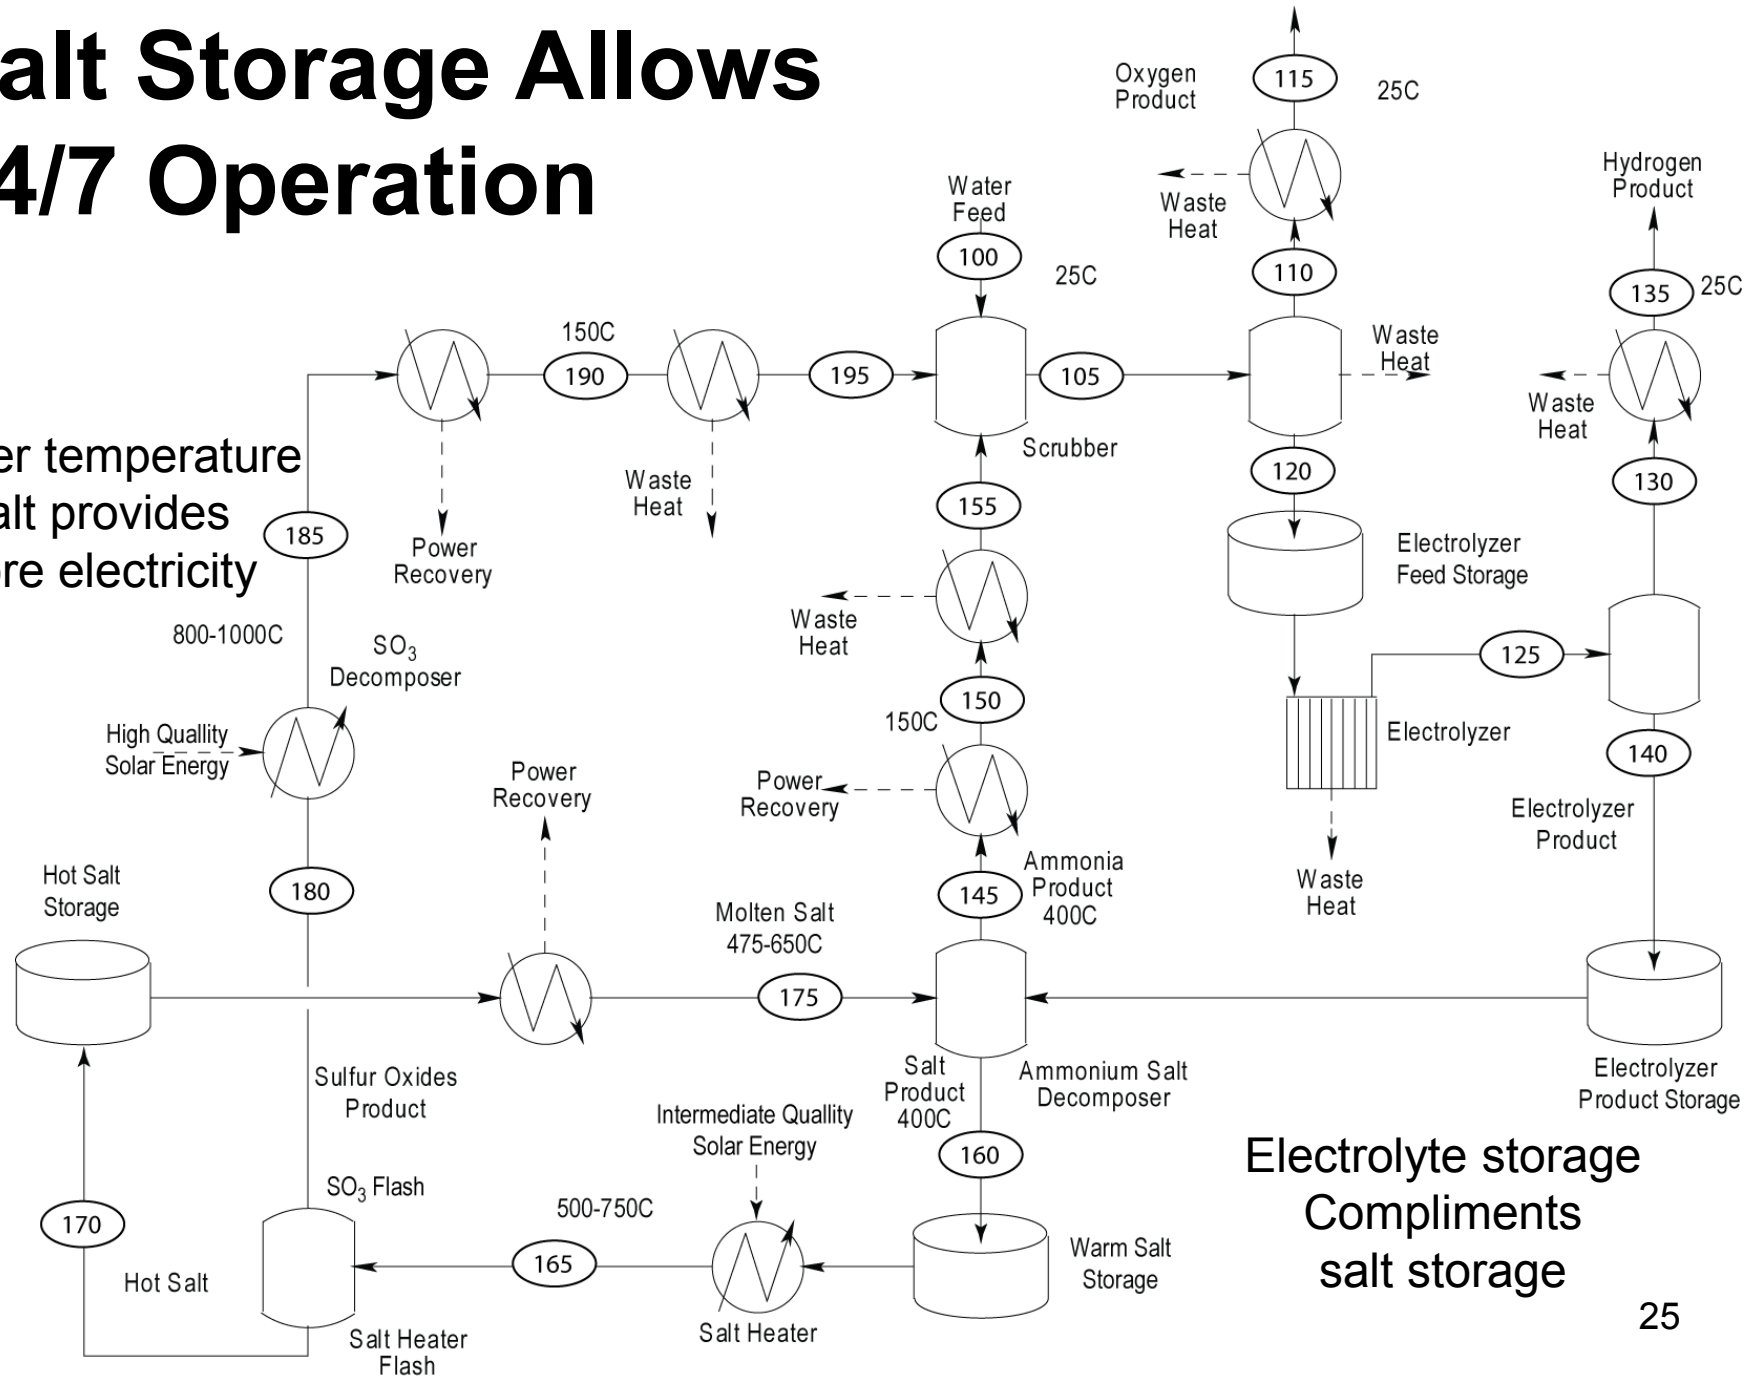 alt Storage Allows
4/7 Operation
er temperature
alt provides
re electricity
Oxygen
Product
115
25C
Waste
Heat
110
Water
Feed
100
25C
Hydrogen
Product
135
25C
Waste
Heat
130
150C
190
195
105
Waste
Heat
Scrubber
Waste
Heat
Power
Recovery
185
800-1000C
SO3
Decomposer
High Quallity
Solar Energy
155
120
Electrolyzer
Feed Storage
Waste
Heat
150
150C
125
Electrolyzer
140
Power
Recovery
Power
Recovery
Electrolyzer
Product
Waste
Heat
Ammonia
Product
400C
145
Hot Salt
Storage
180
Molten Salt
475-650C
175
Sulfur Oxides
Product
Salt
Product
400C
Ammonium Salt
Decomposer
Electrolyzer
Product Storage
Intermediate Quallity
Solar Energy
160
SO3 Flash
170
500-750C
165
Hot Salt
Warm Salt
Storage
Salt Heater
Salt Heater
Flash
Electrolyte storage
Compliments
salt storage
25